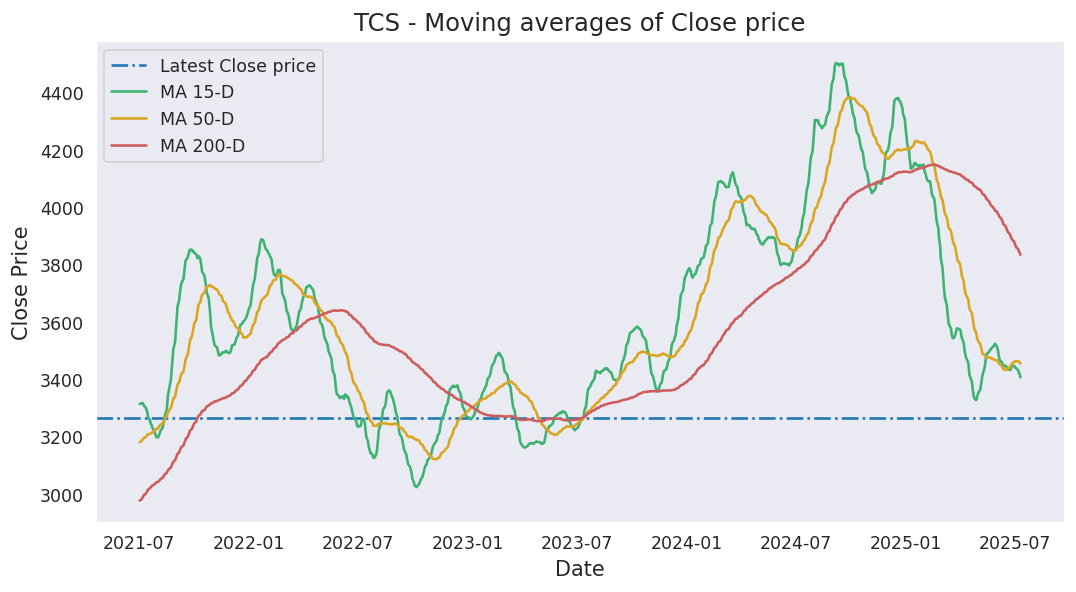 TCS - Moving averages of Close price
Latest Close price
MA 15-D
MA 50-D
MA 200-D
Close Price
4400
4200
4000
3800
3600
3400
3200
3000
2021-07 2022-01 2022-07 2023-01 2023-07 2024-01 2024-07 2025-01 2025-07
Date